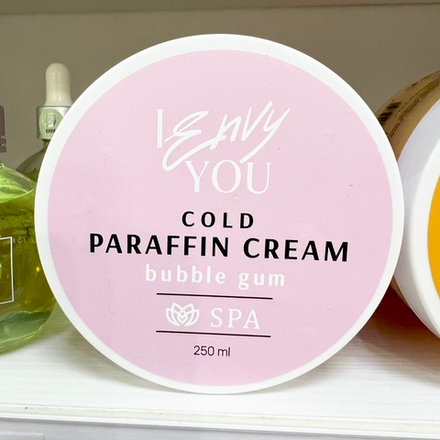 I Envy
YOU
COLD
PARAFFIN CREAM
bubble gum
SPA
250 ml